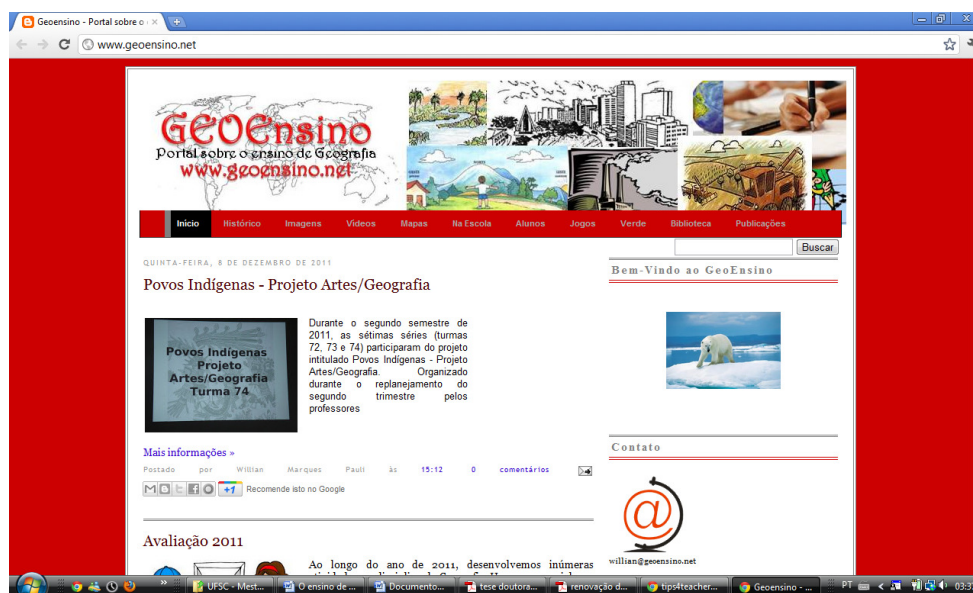 Geoensino - Portal sobre o
www.geoensino.net
GEOEnsino
Portal sobre o ensino de Geografia
www.geoensino.net
Início Histórico Imagens Videos Mapas Na Escola Alunos Jogos Verde Biblioteca Publicações
Buscar
QUINTA-FEIRA, 8 DE DEZEMBRO DE 2011
Povos Indígenas - Projeto Artes/Geografia
Povos Indígenas
Projeto
Artes/Geografia
Turma 74
Durante o segundo semestre de
2011, as sétimas séries (turmas
72, 73 e 74) participaram do projeto
intitulado Povos Indígenas - Projeto
Artes/Geografia. Organizado
durante o replanejamento do
segundo trimestre pelos
professores
Mais informações »
Postado por Willian Marques Pauli às 15:12 0 comentários
+1 Recomende isto no Google
Avaliação 2011
Ao longo do ano de 2011, desenvolvemos inúmeras
Bem-Vindo ao GeoEnsino
Contato
@
willian@geoensino.net
UFSC - Mest... O ensino de ... Documento... tese doutora... renovação d... tips4teacher... Geoensino - ... PT 03:3